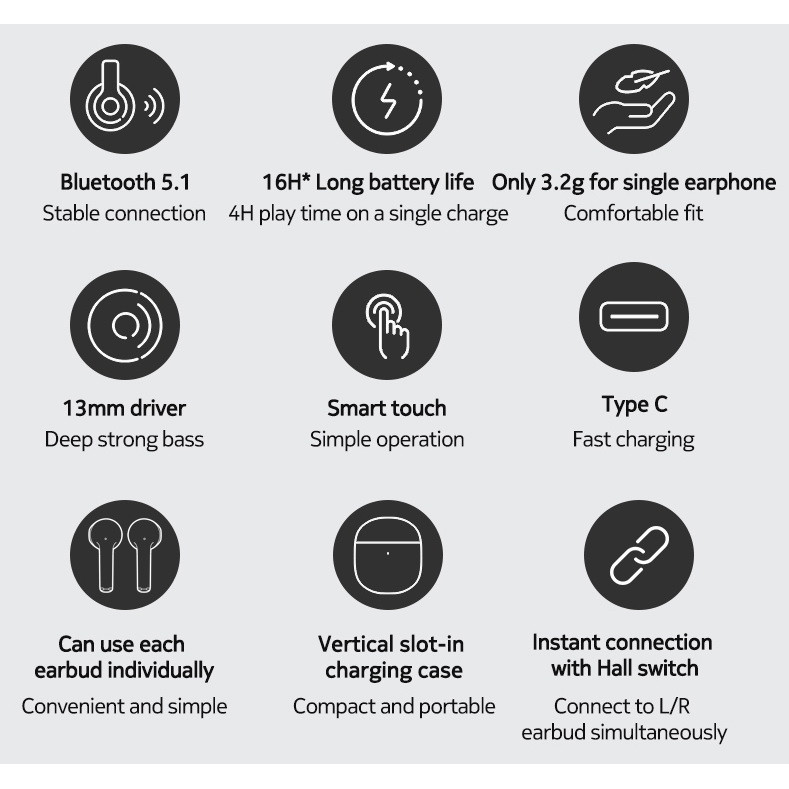 Bluetooth 5.1
Stable connection
16H* Long battery life
4H play time on a single charge
Only 3.2g for single earphone
Comfortable fit
13mm driver
Deep strong bass
Smart touch
Simple operation
Type C
Fast charging
Can use each
earbud individually
Convenient and simple
Vertical slot-in
charging case
Compact and portable
Instant connection
with Hall switch
Connect to L/R
earbud simultaneously